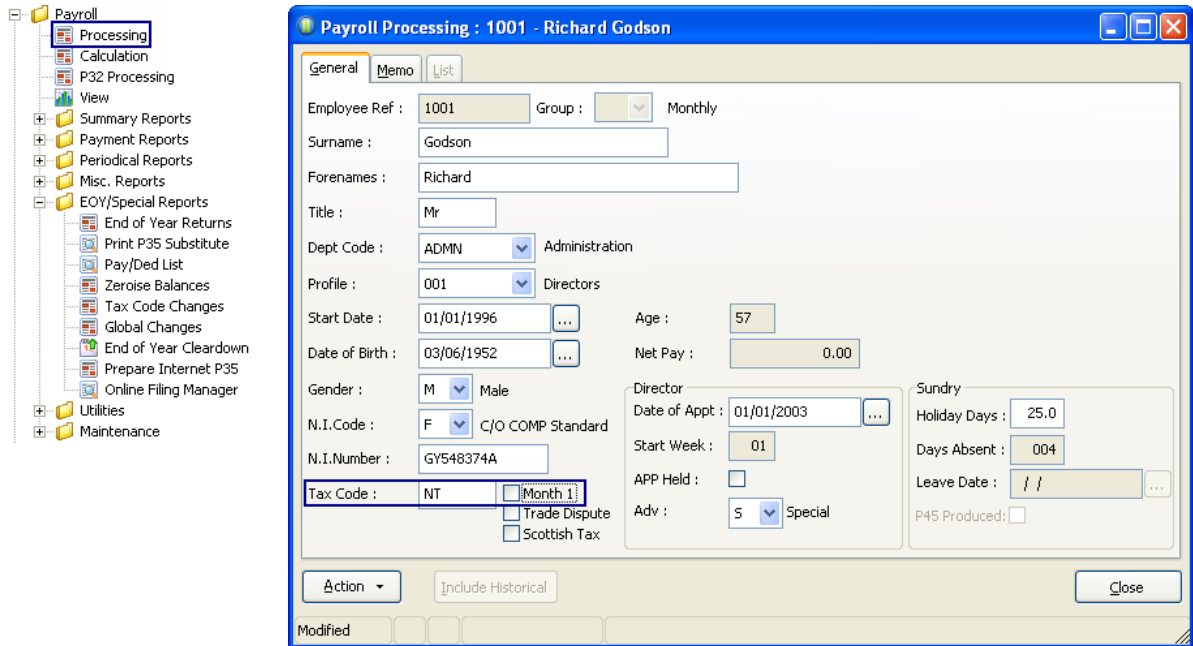 Payroll
Processing
Calculation
P32 Processing
View
Summary Reports
Payment Reports
Periodical Reports
Misc. Reports
EOY/Special Reports
End of Year Returns
Print P35 Substitute
Pay/Ded List
Zeroise Balances
Tax Code Changes
Global Changes
End of Year Cleardown
Prepare Internet P35
Online Filing Manager
Utilities
Maintenance
Payroll Processing : 1001 - Richard Godson
General Memo List
Employee Ref : 1001 Group : Monthly
Surname : Godson
Forenames : Richard
Title : Mr
Dept Code : ADMN Administration
Profile : 001 Directors
Start Date : 01/01/1996 ... Age : 57
Date of Birth : 03/06/1952 ... Net Pay : 0.00
Gender : M Male
N.I.Code : F C/O COMP Standard
N.I.Number : GY548374A
Tax Code : NT Month 1
Trade Dispute
Scottish Tax
Director
Date of Appt : 01/01/2003 ...
Start Week : 01
APP Held :
Adv : S Special
Sundry
Holiday Days : 25.0
Days Absent : 004
Leave Date : / / ...
P45 Produced:
Action Include Historical Close
Modified